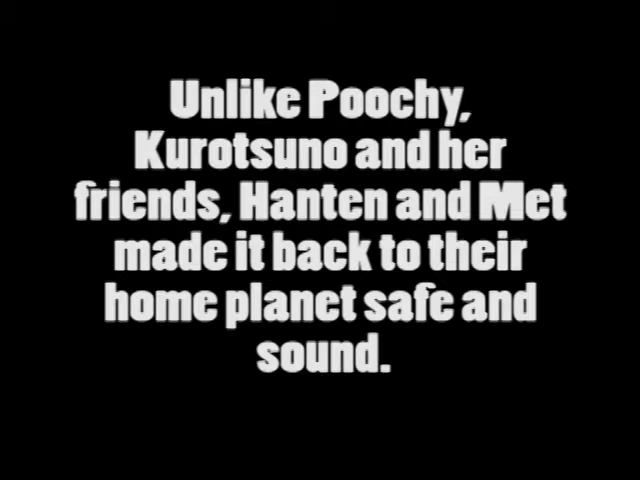 Unlike Poochy,
Kurotsuno and her
friends, Hanten and Met
made it back to their
home planet safe and
sound.